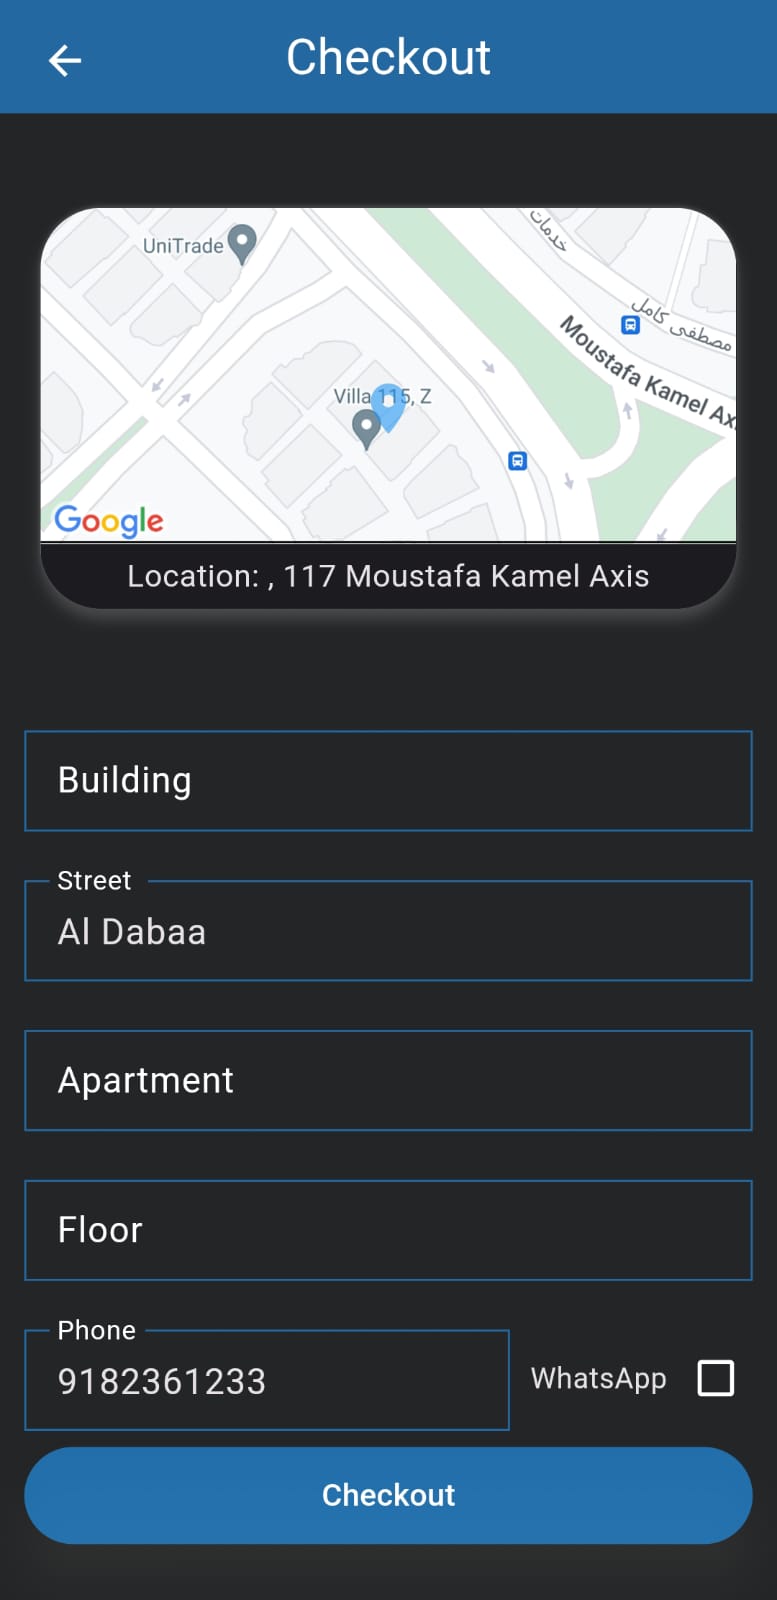 Checkout
UniTrade
خدمات
مصطفى كامل
Moustafa Kamel Ax
Villa 115, Z
Google
Location: , 117 Moustafa Kamel Axis
Building
Street
Al Dabaa
Apartment
Floor
Phone
9182361233
WhatsApp
Checkout